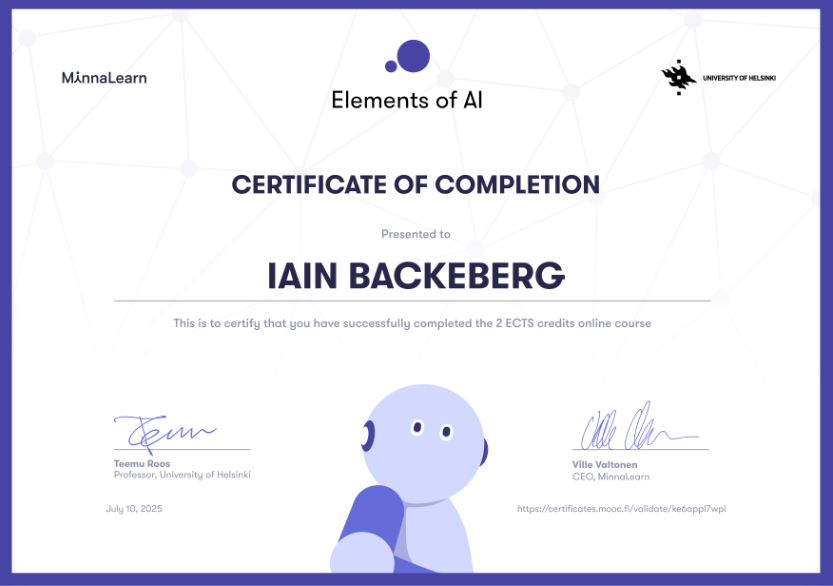 MinnaLearn
Elements of AI
UNIVERSITY OF HELSINKI
CERTIFICATE OF COMPLETION
Presented to
IAIN BACKEBERG
This is to certify that you have successfully completed the 2 ECTS credits online course
Teemu Roos
Professor, University of Helsinki
Ville Valtonen
CEO, MinnaLearn
July 10, 2025
https://certificates.mooc.fi/validate/ke6appl7wpi